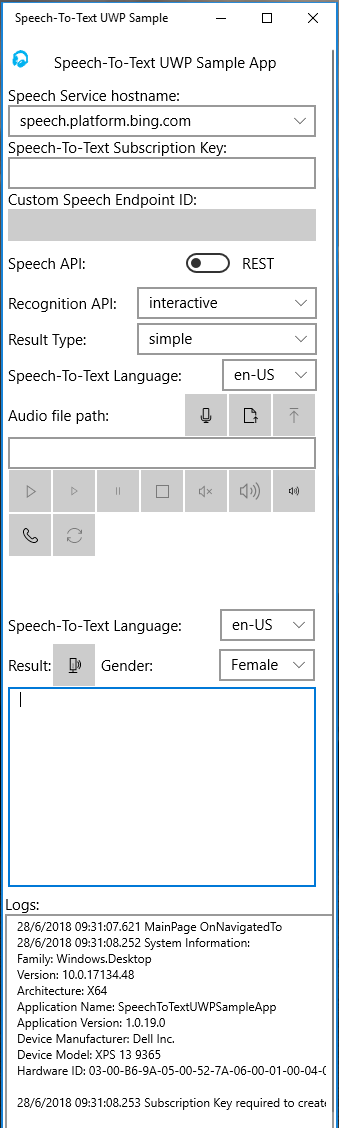 Speech-To-Text UWP Sample
Speech-To-Text UWP Sample App
Speech Service hostname:
speech.platform.bing.com
Speech-To-Text Subscription Key:
Custom Speech Endpoint ID:
Speech API: REST
Recognition API: interactive
Result Type: simple
Speech-To-Text Language: en-US
Audio file path:
Speech-To-Text Language: en-US
Result: Gender: Female
Logs:
28/6/2018 09:31:07.621 MainPage OnNavigatedTo
28/6/2018 09:31:08.252 System Information:
Family: Windows.Desktop
Version: 10.0.17134.48
Architecture: X64
Application Name: SpeechToTextUWPSampleApp
Application Version: 1.0.19.0
Device Manufacturer: Dell Inc.
Device Model: XPS 13 9365
Hardware ID: 03-00-B6-9A-05-00-52-7A-06-00-01-00-04-0
28/6/2018 09:31:08.253 Subscription Key required to create